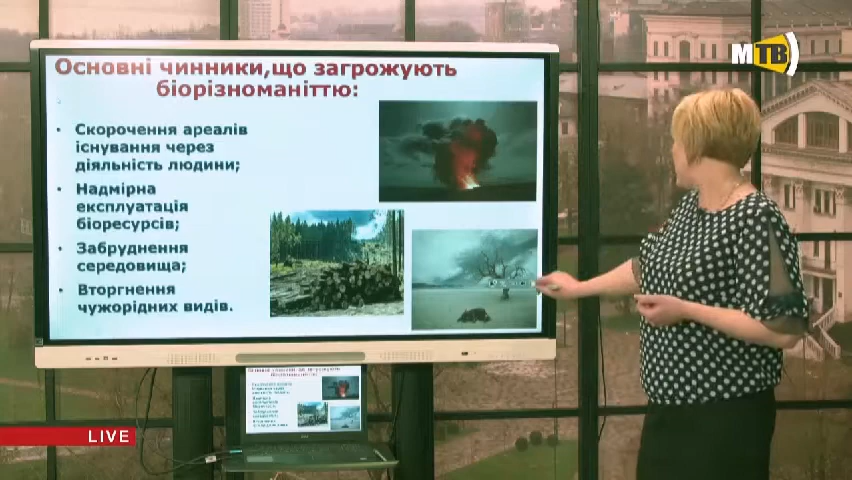 МТВ
Основні чинники,що загрожують
біорізноманіттю:
• Скорочення ареалів
існування через
діяльність людини;
• Надмірна
експлуатація
біоресурсів;
• Забруднення
середовища;
• Вторгнення
чужорідних видів.
LIVE